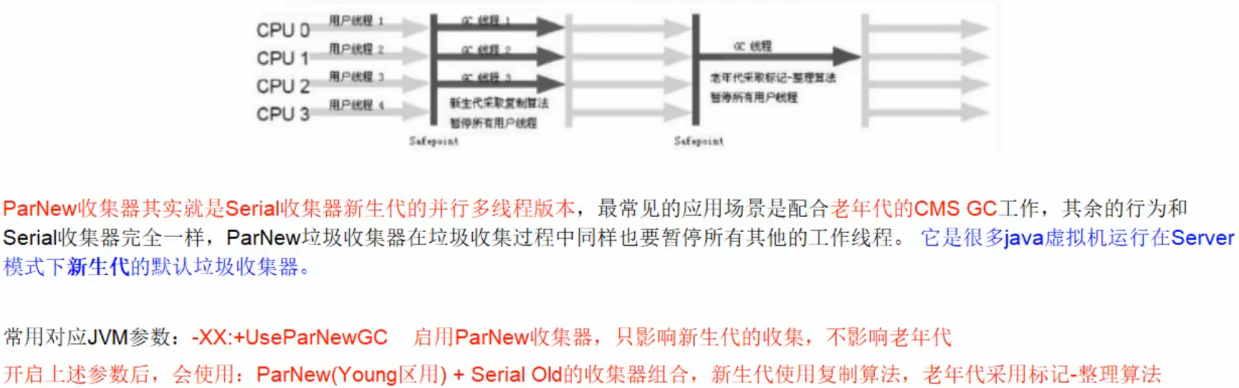 CPU 0 用户线程 1 GC 线程 1
CPU 1 用户线程 2 GC 线程 2 GC 线程
CPU 2 用户线程 3 GC 线程 3 老年代采取标记-整理算法
CPU 3 用户线程 4 新生代采取复制算法 暂停所有用户线程
暂停所有用户线程
Safepoint Safepoint
ParNew收集器其实就是Serial收集器新生代的并行多线程版本，最常见的应用场景是配合老年代的CMS GC工作，其余的行为和
Serial收集器完全一样，ParNew垃圾收集器在垃圾收集过程中同样也要暂停所有其他的工作线程。 它是很多java虚拟机运行在Server
模式下新生代的默认垃圾收集器。
常用对应JVM参数：-XX:+UseParNewGC 启用ParNew收集器，只影响新生代的收集，不影响老年代
开启上述参数后，会使用：ParNew(Young区用) + Serial Old的收集器组合，新生代使用复制算法，老年代采用标记-整理算法